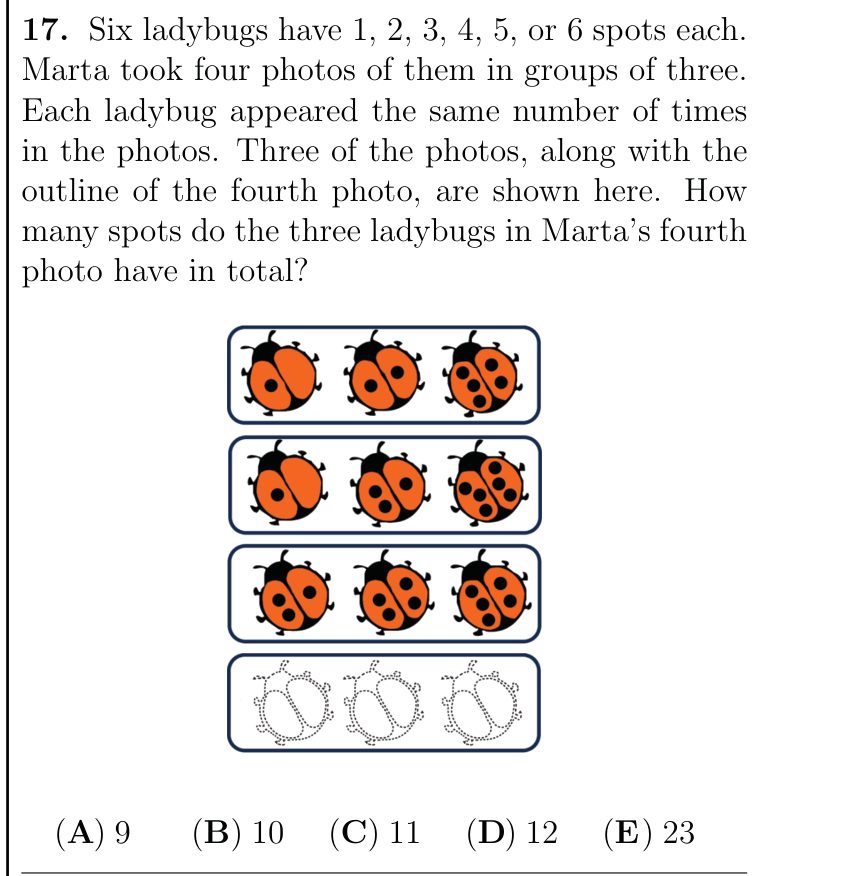 17. Six ladybugs have 1, 2, 3, 4, 5, or 6 spots each.
Marta took four photos of them in groups of three.
Each ladybug appeared the same number of times
in the photos. Three of the photos, along with the
outline of the fourth photo, are shown here. How
many spots do the three ladybugs in Marta's fourth
photo have in total?
(A) 9 (B) 10 (C) 11 (D) 12 (E) 23